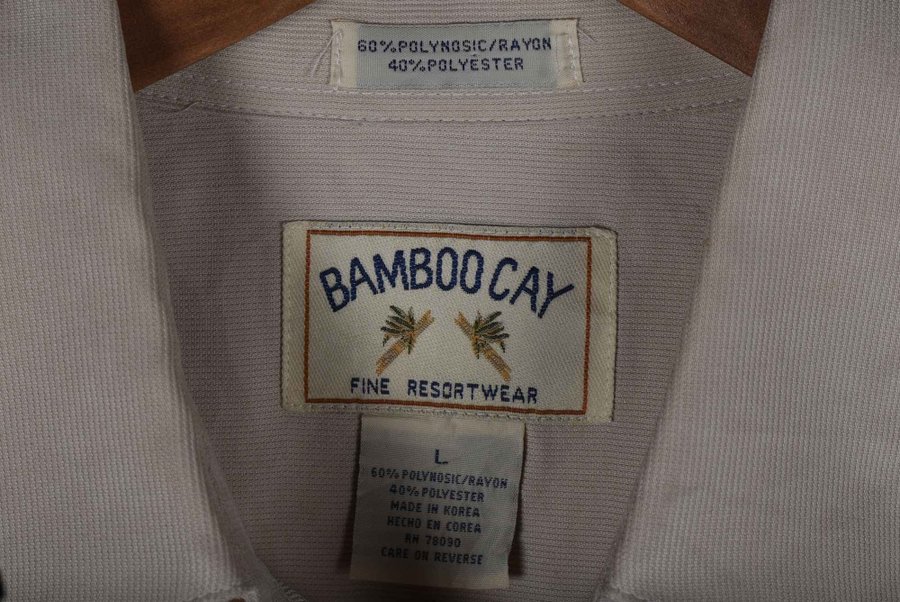 60%POLYNOSIC/RAYON
40%POLYESTER
BAMBOO CAY
FINE RESORTWEAR
L
60% POLYNOSIC/RAYON
40% POLYESTER
MADE IN KOREA
HECHO EN COREA
RN 78090
CARE ON REVERSE